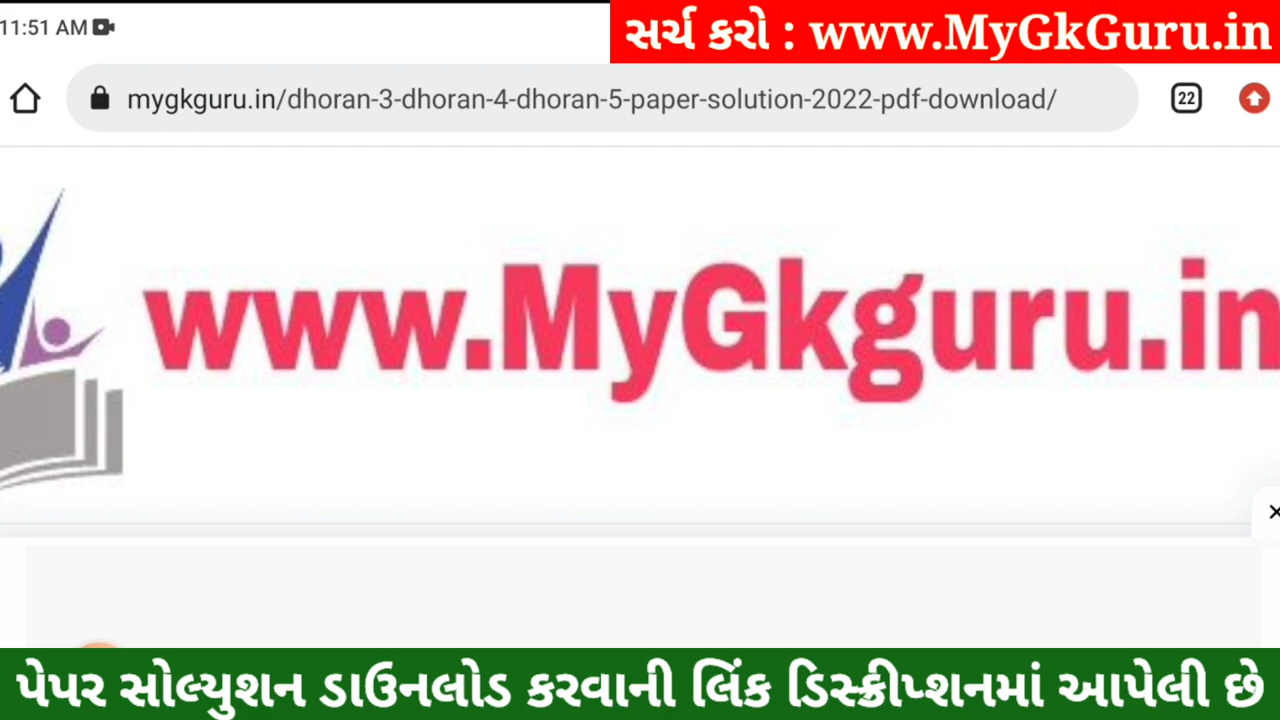 11:51 AM
સર્ચ કરો : www.MyGkGuru.in
mygkguru.in/dhoran-3-dhoran-4-dhoran-5-paper-solution-2022-pdf-download/
22
www.MyGkguru.in
પેપર સોલ્યુશન ડાઉનલોડ કરવાની લિંક ડિસ્ક્રીપ્શનમાં આપેલી છે